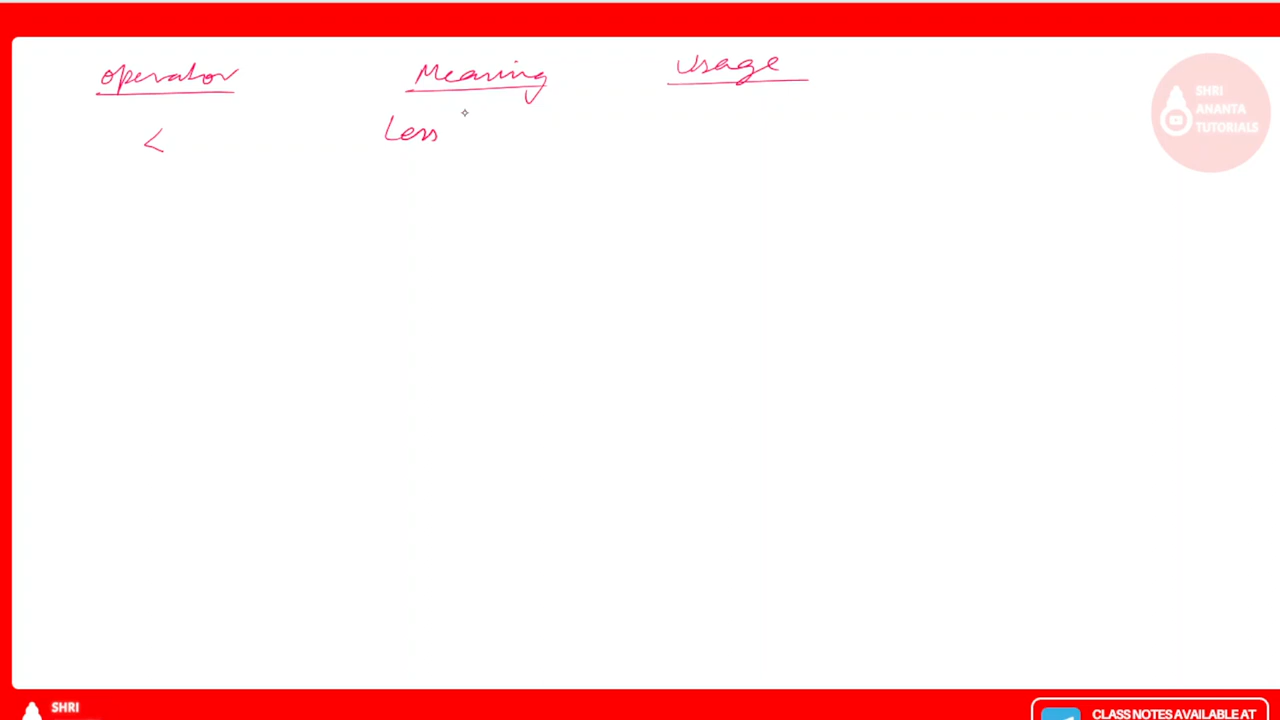 operator Meaning Usage
< Less
SHRI
ANANTA
TUTORIALS
SHRI
CLASS NOTES AVAILABLE AT